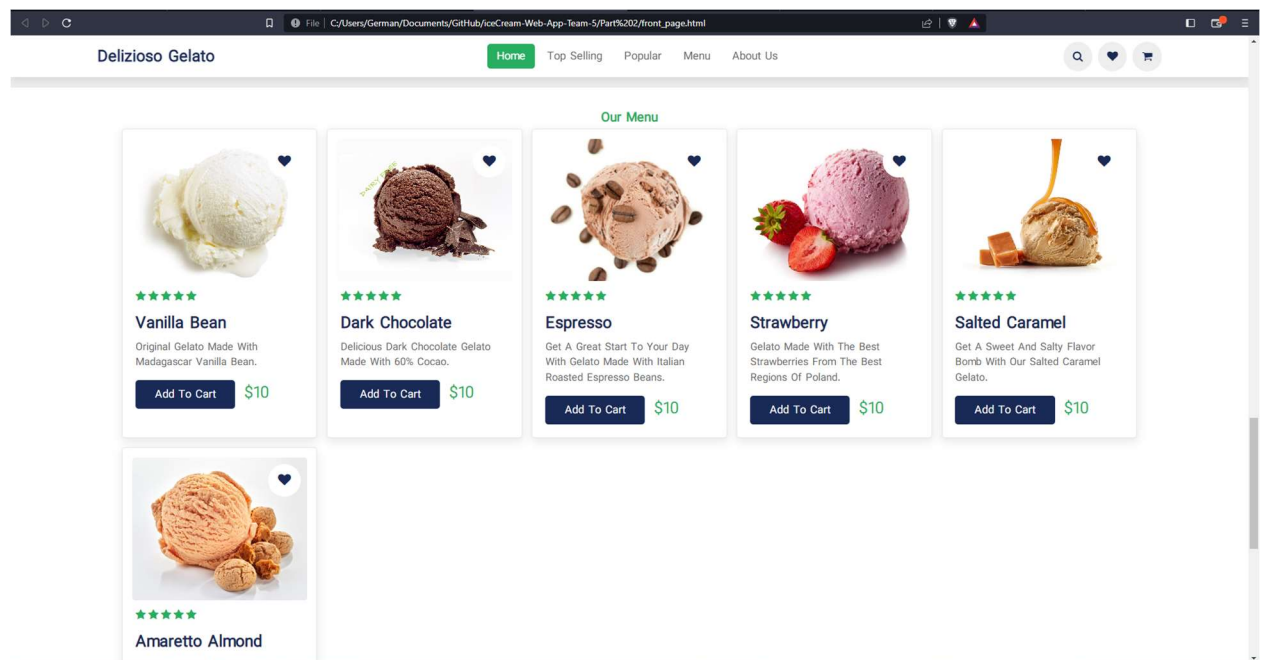 File C:/Users/German/Documents/GitHub/iceCream-Web-App-Team-5/Part%202/front_page.html
Delizioso Gelato Home Top Selling Popular Menu About Us
Our Menu
Vanilla Bean
Original Gelato Made With
Madagascar Vanilla Bean.
Add To Cart $10
Dark Chocolate
Delicious Dark Chocolate Gelato
Made With 60% Cocao.
Add To Cart $10
Espresso
Get A Great Start To Your Day
With Gelato Made With Italian
Roasted Espresso Beans.
Add To Cart $10
Strawberry
Gelato Made With The Best
Strawberries From The Best
Regions Of Poland.
Add To Cart $10
Salted Caramel
Get A Sweet And Salty Flavor
Bomb With Our Salted Caramel
Gelato.
Add To Cart $10
Amaretto Almond